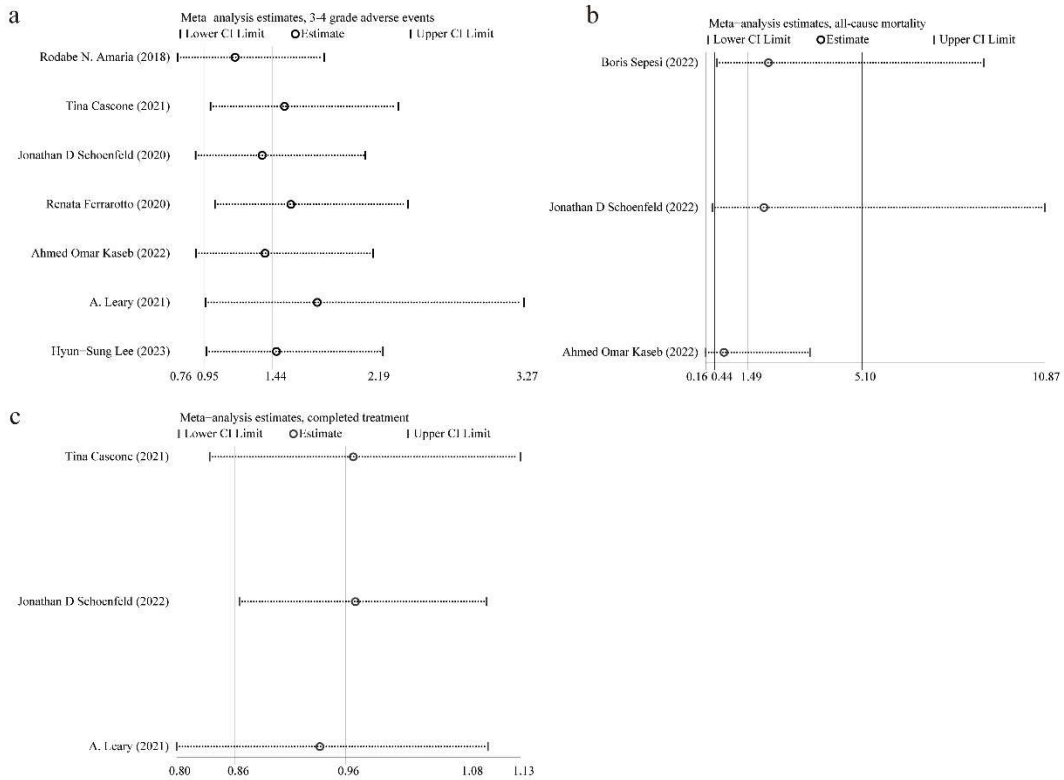 a
Meta-analysis estimates, 3-4 grade adverse events
| Lower CI Limit Estimate | Upper CI Limit
Rodabe N. Amaria (2018)
Tina Cascone (2021)
Jonathan D Schoenfeld (2020)
Renata Ferrarotto (2020)
Ahmed Omar Kaseb (2022)
A. Leary (2021)
Hyun-Sung Lee (2023)
0.76 0.95 1.44 2.19 3.27
b
Meta-analysis estimates, all-cause mortality
| Lower CI Limit Estimate | Upper CI Limit
Boris Sepesi (2022)
Jonathan D Schoenfeld (2022)
Ahmed Omar Kaseb (2022)
0.16 0.44 1.49 5.10 10.87
c
Meta-analysis estimates, completed treatment
| Lower CI Limit Estimate | Upper CI Limit
Tina Cascone (2021)
Jonathan D Schoenfeld (2022)
A. Leary (2021)
0.80 0.86 0.96 1.08 1.13